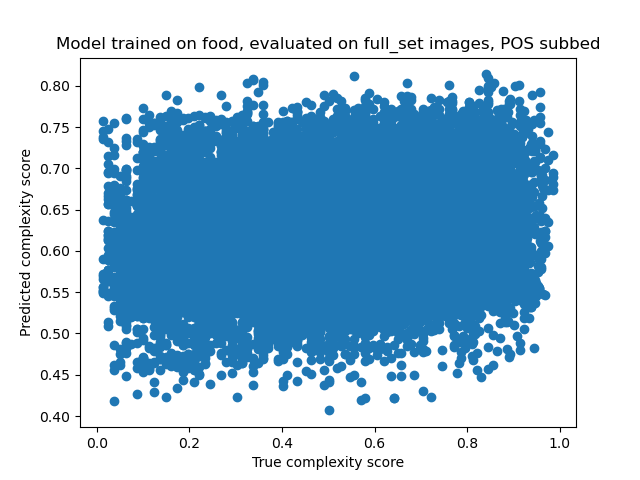 Model trained on food, evaluated on full_set images, POS subbed
0.80
0.75
0.70
0.65
0.60
0.55
0.50
0.45
0.40
Predicted complexity score
0.0 0.2 0.4 0.6 0.8 1.0
True complexity score